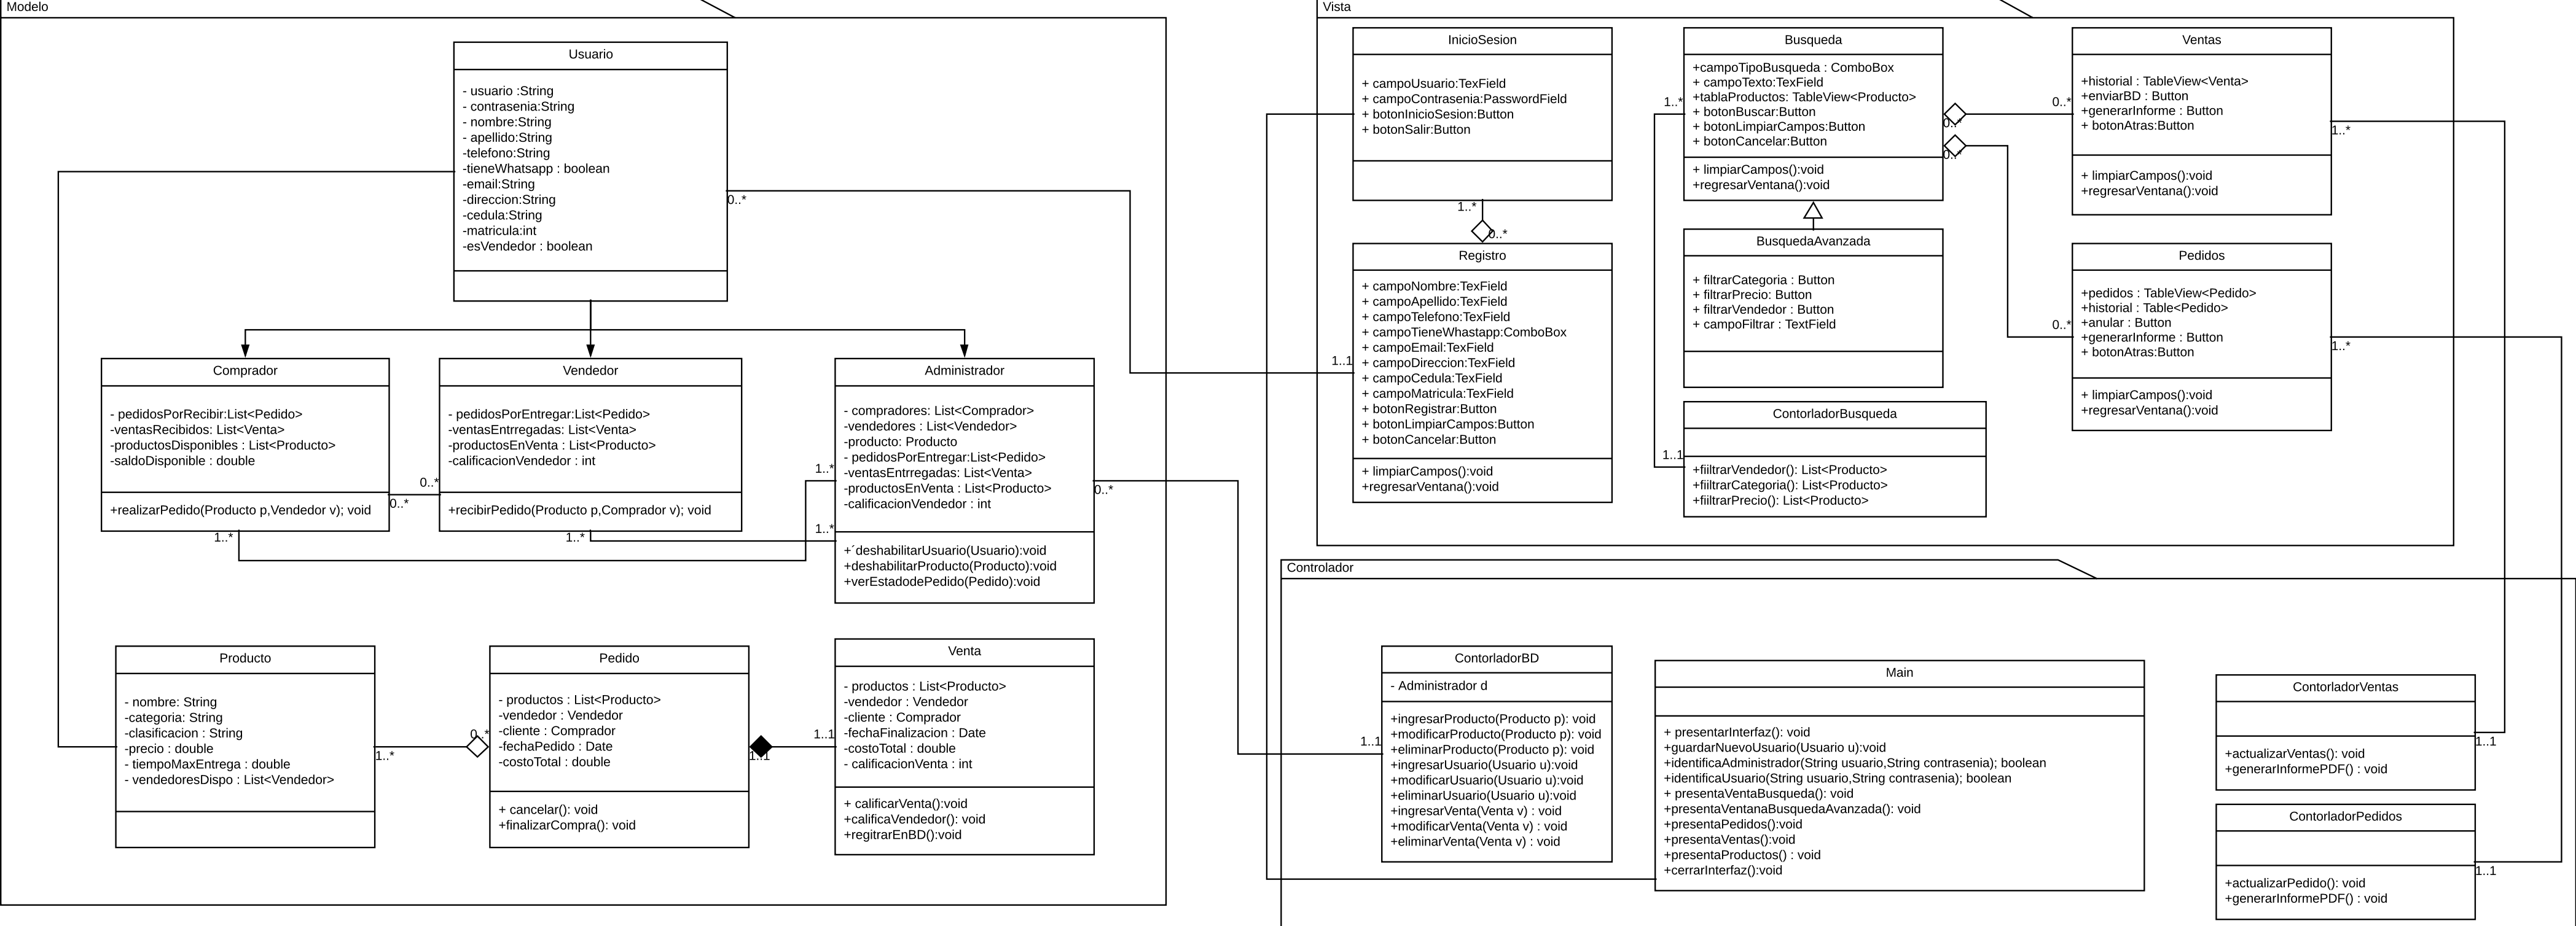 Modelo
Usuario
- usuario :String
- contrasenia:String
- nombre:String
- apellido:String
-telefono:String
-tieneWhatsapp : boolean
-email:String
-direccion:String
-cedula:String
-matricula:int
-esVendedor : boolean
0..*
Comprador
- pedidosPorRecibir:List<Pedido>
-ventasRecibidos: List<Venta>
-productosDisponibles : List<Producto>
-saldoDisponible : double
+realizarPedido(Producto p,Vendedor v); void
0..*
0..*
1..*
Vendedor
- pedidosPorEntregar:List<Pedido>
-ventasEntrregadas: List<Venta>
-productosEnVenta : List<Producto>
-calificacionVendedor : int
+recibirPedido(Producto p,Comprador v); void
1..*
Administrador
- compradores: List<Comprador>
-vendedores : List<Vendedor>
-producto: Producto
- pedidosPorEntregar:List<Pedido>
-ventasEntrregadas: List<Venta>
-productosEnVenta : List<Producto>
-calificacionVendedor : int
+´deshabilitarUsuario(Usuario):void
+deshabilitarProducto(Producto):void
+verEstadodePedido(Pedido):void
1..*
1..*
0..*
Producto
- nombre: String
-categoria: String
-clasificacion : String
-precio : double
- tiempoMaxEntrega : double
- vendedoresDispo : List<Vendedor>
1..*
0..*
Pedido
- productos : List<Producto>
-vendedor : Vendedor
-cliente : Comprador
-fechaPedido : Date
-costoTotal : double
+ cancelar(): void
+finalizarCompra(): void
1..1
1..1
Venta
- productos : List<Producto>
-vendedor : Vendedor
-cliente : Comprador
-fechaFinalizacion : Date
-costoTotal : double
- calificacionVenta : int
+ calificarVenta():void
+calificaVendedor(): void
+regitrarEnBD():void
Vista
InicioSesion
+ campoUsuario:TexField
+ campoContrasenia:PasswordField
+ botonInicioSesion:Button
+ botonSalir:Button
1..*
0..*
Registro
+ campoNombre:TexField
+ campoApellido:TexField
+ campoTelefono:TexField
+ campoTieneWhastapp:ComboBox
+ campoEmail:TexField
+ campoDireccion:TexField
+ campoCedula:TexField
+ campoMatricula:TexField
+ botonRegistrar:Button
+ botonLimpiarCampos:Button
+ botonCancelar:Button
+ limpiarCampos():void
+regresarVentana():void
1..1
Busqueda
+campoTipoBusqueda : ComboBox
+ campoTexto:TexField
+tablaProductos: TableView<Producto>
+ botonBuscar:Button
+ botonLimpiarCampos:Button
+ botonCancelar:Button
+ limpiarCampos():void
+regresarVentana():void
1..*
0..*
0..*
BusquedaAvanzada
+ filtrarCategoria : Button
+ filtrarPrecio: Button
+ filtrarVendedor : Button
+ campoFiltrar : TextField
ContorladorBusqueda
+fiiltrarVendedor(): List<Producto>
+fiiltrarCategoria(): List<Producto>
+fiiltrarPrecio(): List<Producto>
1..1
Ventas
+historial : TableView<Venta>
+enviarBD : Button
+generarInforme : Button
+ botonAtras:Button
+ limpiarCampos():void
+regresarVentana():void
0..*
1..*
Pedidos
+pedidos : TableView<Pedido>
+historial : Table<Pedido>
+anular : Button
+generarInforme : Button
+ botonAtras:Button
+ limpiarCampos():void
+regresarVentana():void
0..*
1..*
Controlador
ContorladorBD
- Administrador d
+ingresarProducto(Producto p): void
+modificarProducto(Producto p): void
+eliminarProducto(Producto p): void
+ingresarUsuario(Usuario u):void
+modificarUsuario(Usuario u):void
+eliminarUsuario(Usuario u):void
+ingresarVenta(Venta v) : void
+modificarVenta(Venta v) : void
+eliminarVenta(Venta v) : void
1..1
Main
+ presentarInterfaz(): void
+guardarNuevoUsuario(Usuario u):void
+identificaAdministrador(String usuario,String contrasenia); boolean
+identificaUsuario(String usuario,String contrasenia); boolean
+ presentaVentaBusqueda(): void
+presentaVentanaBusquedaAvanzada(): void
+presentaPedidos():void
+presentaVentas():void
+presentaProductos() : void
+cerrarInterfaz():void
ContorladorVentas
+actualizarVentas(): void
+generarInformePDF() : void
1..1
ContorladorPedidos
+actualizarPedido(): void
+generarInformePDF() : void
1..1